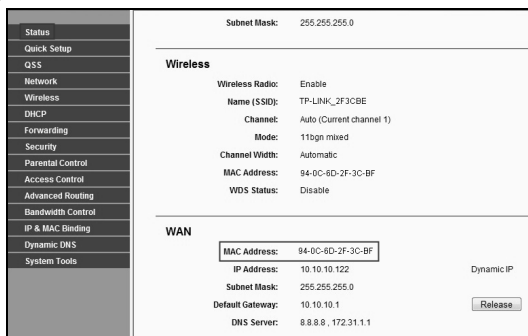 Status
Quick Setup
QSS
Network
Wireless
DHCP
Forwarding
Security
Parental Control
Access Control
Advanced Routing
Bandwidth Control
IP & MAC Binding
Dynamic DNS
System Tools
Subnet Mask: 255.255.255.0
Wireless
Wireless Radio: Enable
Name (SSID): TP-LINK_2F3CBE
Channel: Auto (Current channel 1)
Mode: 11bgn mixed
Channel Width: Automatic
MAC Address: 94-0C-6D-2F-3C-BF
WDS Status: Disable
WAN
MAC Address: 94-0C-6D-2F-3C-BF
IP Address: 10.10.10.122 Dynamic IP
Subnet Mask: 255.255.255.0
Default Gateway: 10.10.10.1 Release
DNS Server: 8.8.8.8 , 172.31.1.1